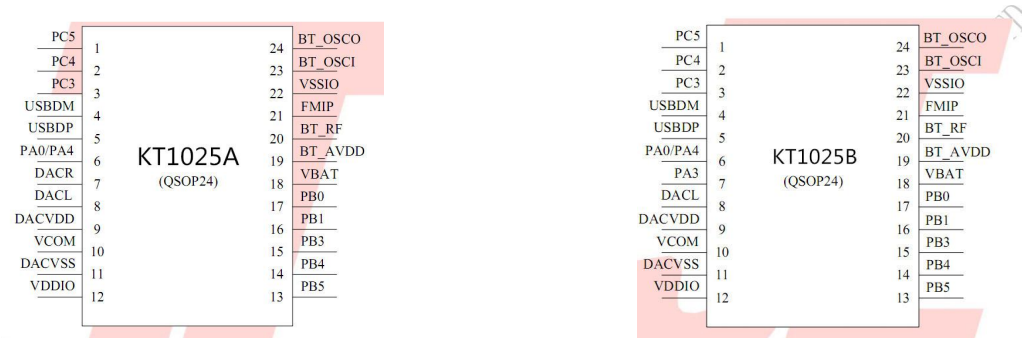 PC5 1 24 BT_OSCO
PC4 2 23 BT_OSCI
PC3 3 22 VSSIO
USBDM 4 21 FMIP
USBDP 5 20 BT_RF
PA0/PA4 6 19 BT_AVDD
DACR 7 18 VBAT
DACL 8 17 PB0
DACVDD 9 16 PB1
VCOM 10 15 PB3
DACVSS 11 14 PB4
VDDIO 12 13 PB5
KT1025A
(QSOP24)
PC5 1 24 BT_OSCO
PC4 2 23 BT_OSCI
PC3 3 22 VSSIO
USBDM 4 21 FMIP
USBDP 5 20 BT_RF
PA0/PA4 6 19 BT_AVDD
PA3 7 18 VBAT
DACL 8 17 PB0
DACVDD 9 16 PB1
VCOM 10 15 PB3
DACVSS 11 14 PB4
VDDIO 12 13 PB5
KT1025B
(QSOP24)